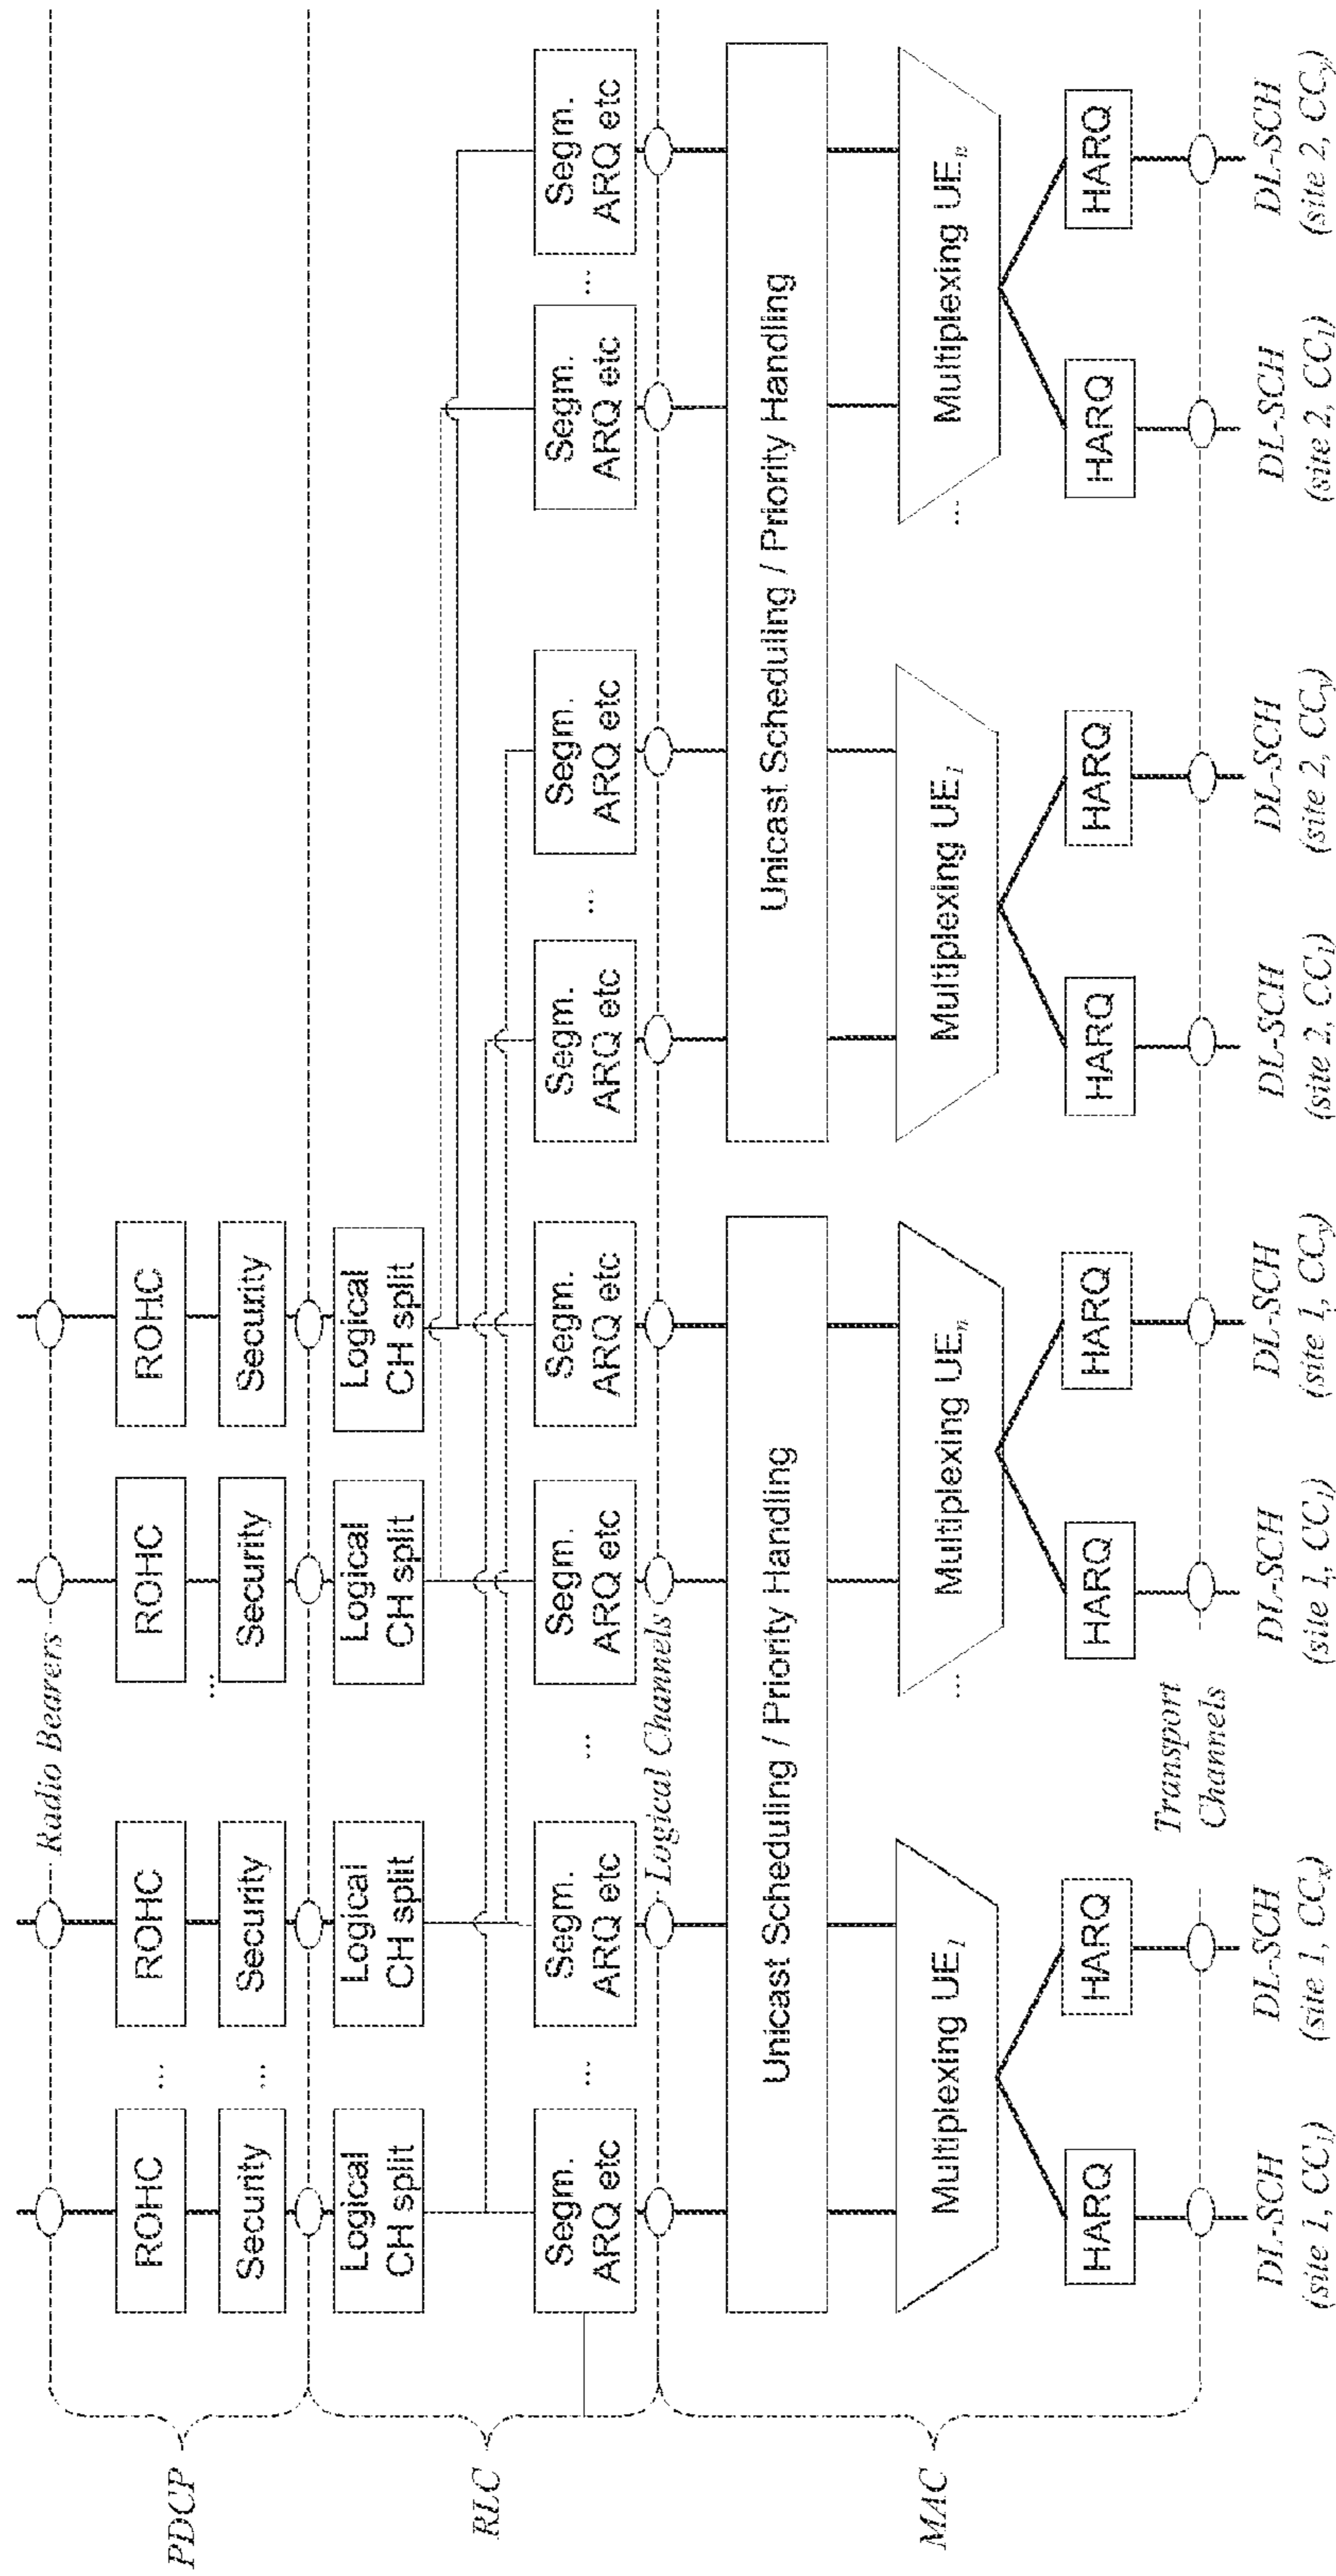 Radio Bearers
PDCP
ROHC
...
ROHC
ROHC
ROHC
...
Security
...
Security
Security
Security
RLC
Logical
CH split
Logical
CH split
Logical
CH split
Logical
CH split
Segm.
ARQ etc
...
Segm.
ARQ etc
...
Segm.
ARQ etc
Segm.
ARQ etc
Segm.
ARQ etc
...
Segm.
ARQ etc
Segm.
ARQ etc
...
Segm.
ARQ etc
Logical Channels
MAC
Unicast Scheduling / Priority Handling
Unicast Scheduling / Priority Handling
Multiplexing UE1
...
Multiplexing UEn
Multiplexing UE1
...
Multiplexing UEn
HARQ
HARQ
HARQ
HARQ
HARQ
HARQ
HARQ
HARQ
Transport
Channels
DL-SCH
(site 1, CC1)
DL-SCH
(site 1, CCx)
DL-SCH
(site 1, CC1)
DL-SCH
(site 1, CCy)
DL-SCH
(site 2, CC1)
DL-SCH
(site 2, CCy)
DL-SCH
(site 2, CC1)
DL-SCH
(site 2, CCy)